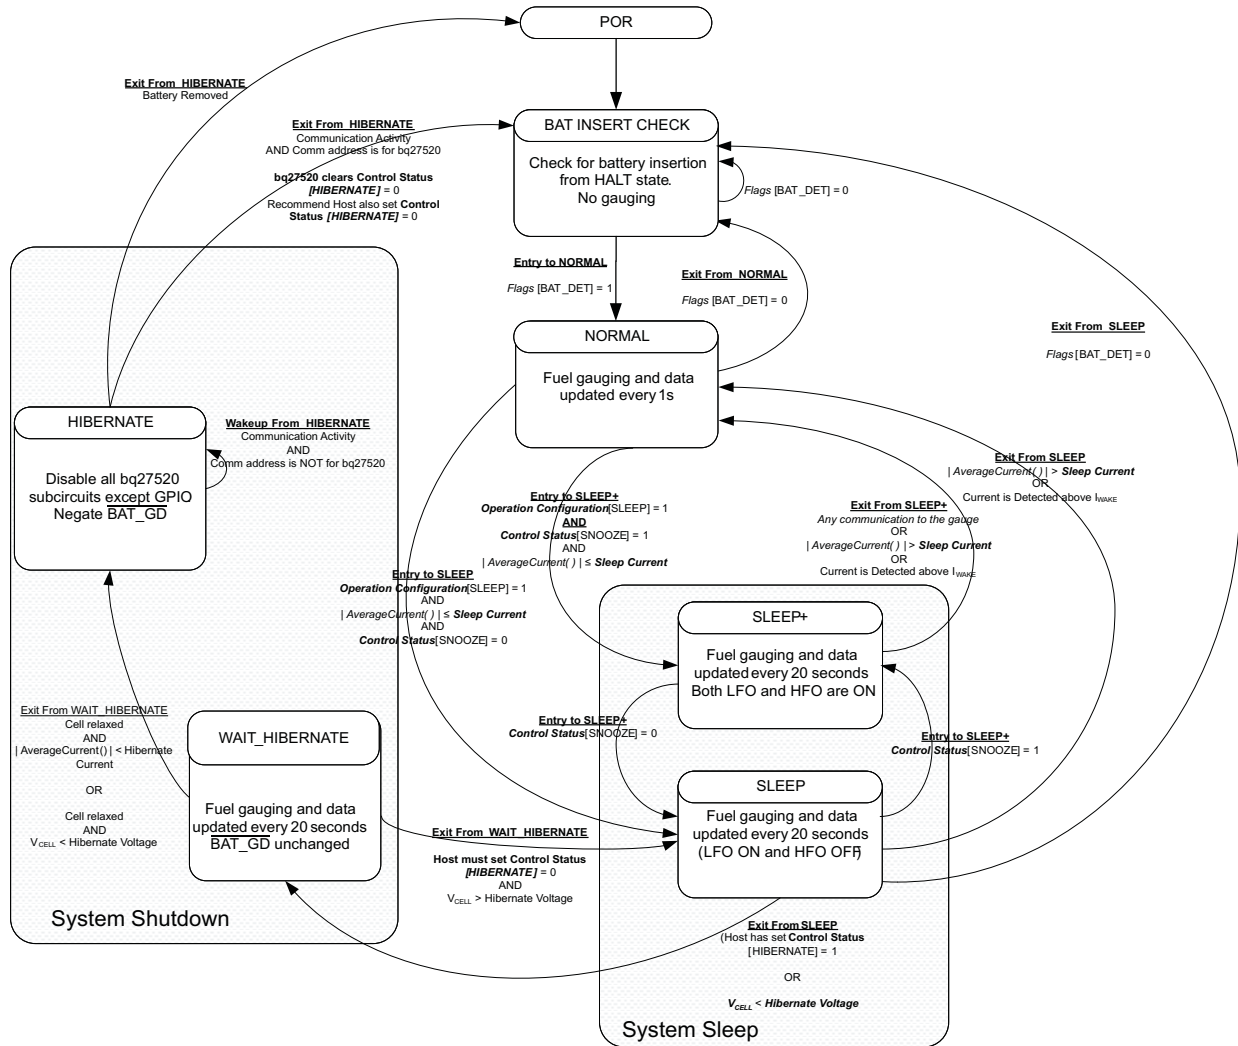 POR
Exit From HIBERNATE
Battery Removed
Exit From HIBERNATE
Communication Activity
AND Comm address is for bq27520
bq27520 clears Control Status
[HIBERNATE] = 0
Recommend Host also set Control
Status [HIBERNATE] = 0
BAT INSERT CHECK
Check for battery insertion
from HALT state.
No gauging
Flags [BAT_DET] = 0
Entry to NORMAL
Flags [BAT_DET] = 1
Exit From NORMAL
Flags [BAT_DET] = 0
Exit From SLEEP
Flags [BAT_DET] = 0
NORMAL
Fuel gauging and data
updated every 1s
HIBERNATE
Disable all bq27520
subcircuits except GPIO
Negate BAT_GD
Wakeup From HIBERNATE
Communication Activity
AND
Comm address is NOT for bq27520
Exit From SLEEP
| AverageCurrent( ) | > Sleep Current
OR
Current is Detected above IWAKE
Entry to SLEEP+
Operation Configuration[SLEEP] = 1
AND
Control Status[SNOOZE] = 1
AND
| AverageCurrent( ) | ≤ Sleep Current
Exit From SLEEP+
Any communication to the gauge
OR
| AverageCurrent( ) | > Sleep Current
OR
Current is Detected above IWAKE
Entry to SLEEP
Operation Configuration[SLEEP] = 1
AND
| AverageCurrent( ) | ≤ Sleep Current
AND
Control Status[SNOOZE] = 0
SLEEP+
Fuel gauging and data
updated every 20 seconds
Both LFO and HFO are ON
Entry to SLEEP+
Control Status[SNOOZE] = 0
Entry to SLEEP+
Control Status[SNOOZE] = 1
Exit From WAIT_HIBERNATE
Cell relaxed
AND
| AverageCurrent() | < Hibernate
Current
OR
Cell relaxed
AND
VCELL < Hibernate Voltage
WAIT_HIBERNATE
Fuel gauging and data
updated every 20 seconds
BAT_GD unchanged
SLEEP
Fuel gauging and data
updated every 20 seconds
(LFO ON and HFO OFF)
Exit From WAIT_HIBERNATE
Host must set Control Status
[HIBERNATE] = 0
AND
VCELL > Hibernate Voltage
System Shutdown
Exit From SLEEP
(Host has set Control Status
[HIBERNATE] = 1
OR
VCELL < Hibernate Voltage
System Sleep